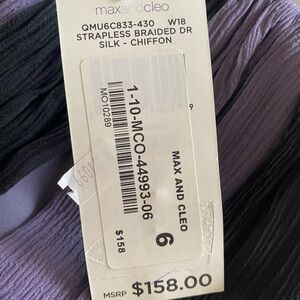 maxandcleo
QMU6C833-430 W18
STRAPLESS BRAIDED DR
SILK - CHIFFON
1-10-MCO-44993-06
MO10289
MAX AND CLEO
6
$158
MSRP $158.00